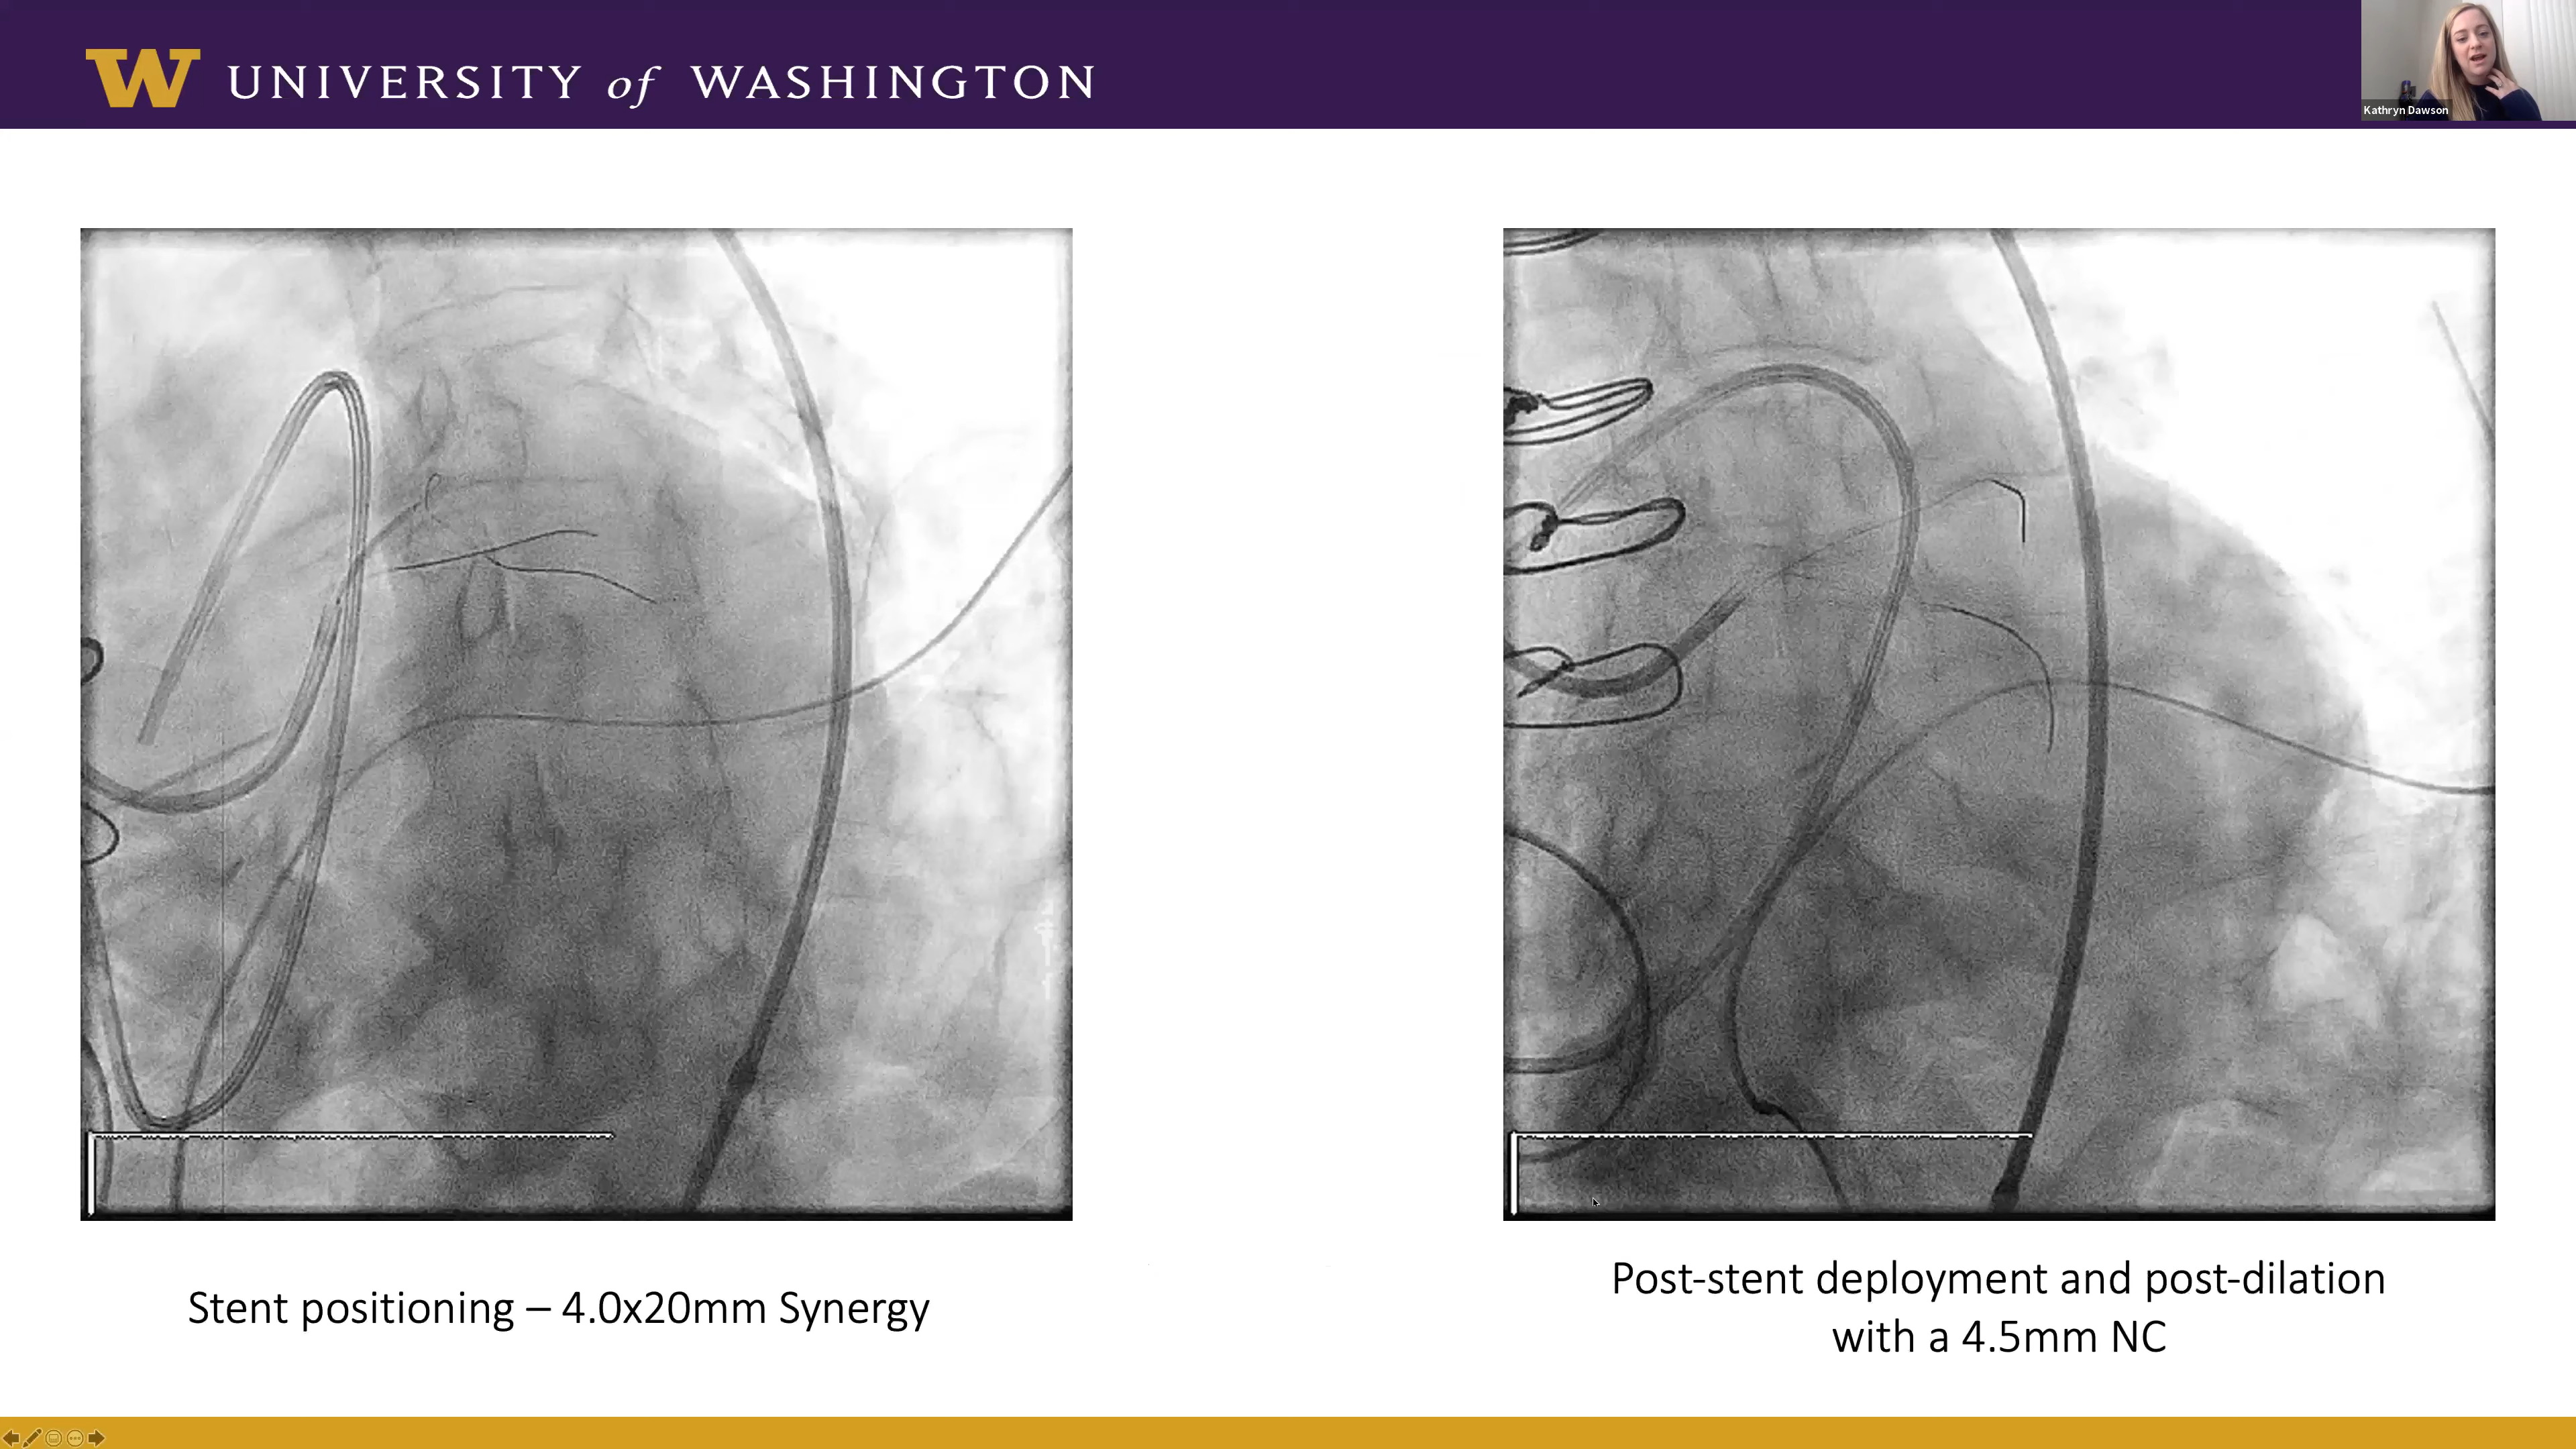 W UNIVERSITY of WASHINGTON
Kathryn Dawson
Stent positioning – 4.0x20mm Synergy
Post-stent deployment and post-dilation
with a 4.5mm NC